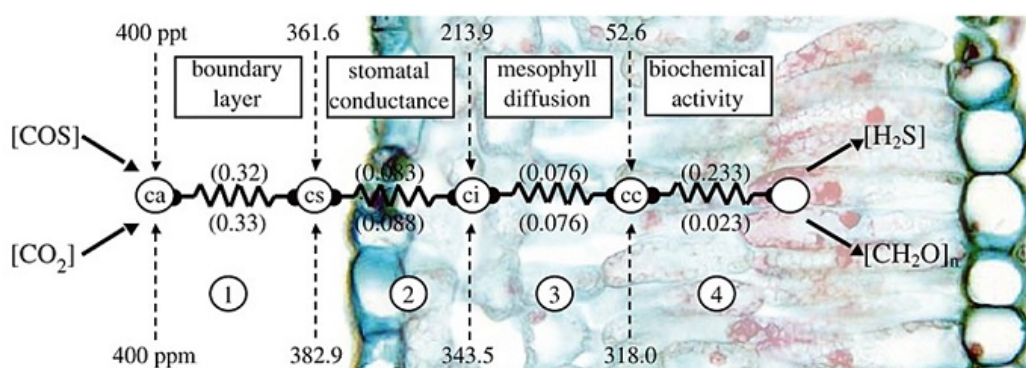 400 ppt 361.6 213.9 52.6
boundary layer
stomatal conductance
mesophyll diffusion
biochemical activity
[COS] [H₂S]
(0.32) (0.083) (0.076) (0.233)
ca cs ci cc
(0.33) (0.088) (0.076) (0.023)
[CO₂] [CH₂O]ₙ
1 2 3 4
400 ppm 382.9 343.5 318.0